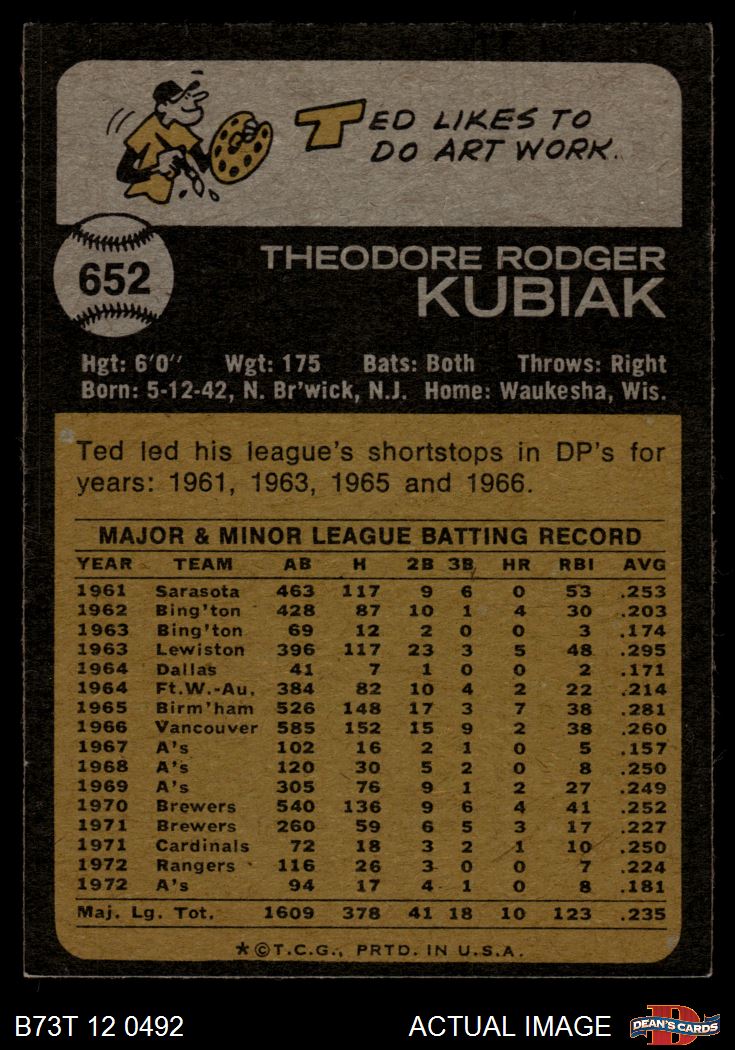 TED LIKES TO
DO ART WORK.
652
THEODORE RODGER
KUBIAK
Hgt: 6'0" Wgt: 175 Bats: Both Throws: Right
Born: 5-12-42, N. Br'wick, N.J. Home: Waukesha, Wis.
Ted led his league's shortstops in DP's for
years: 1961, 1963, 1965 and 1966.
MAJOR & MINOR LEAGUE BATTING RECORD
YEAR TEAM AB H 2B 3B HR RBI AVG
1961 Sarasota 463 117 9 6 0 53 .253
1962 Bing'ton 428 87 10 1 4 30 .203
1963 Bing'ton 69 12 2 0 0 3 .174
1963 Lewiston 396 117 23 3 5 48 .295
1964 Dallas 41 7 1 0 0 2 .171
1964 Ft.W.-Au. 384 82 10 4 2 22 .214
1965 Birm'ham 526 148 17 3 7 38 .281
1966 Vancouver 585 152 15 9 2 38 .260
1967 A's 102 16 2 1 0 5 .157
1968 A's 120 30 5 2 0 8 .250
1969 A's 305 76 9 1 2 27 .249
1970 Brewers 540 136 9 6 4 41 .252
1971 Brewers 260 59 6 5 3 17 .227
1971 Cardinals 72 18 3 2 1 10 .250
1972 Rangers 116 26 3 0 0 7 .224
1972 A's 94 17 4 1 0 8 .181
Maj. Lg. Tot. 1609 378 41 18 10 123 .235
*©T.C.G., PRTD. IN U.S.A.
B73T 12 0492 ACTUAL IMAGE DEAN'S CARDS